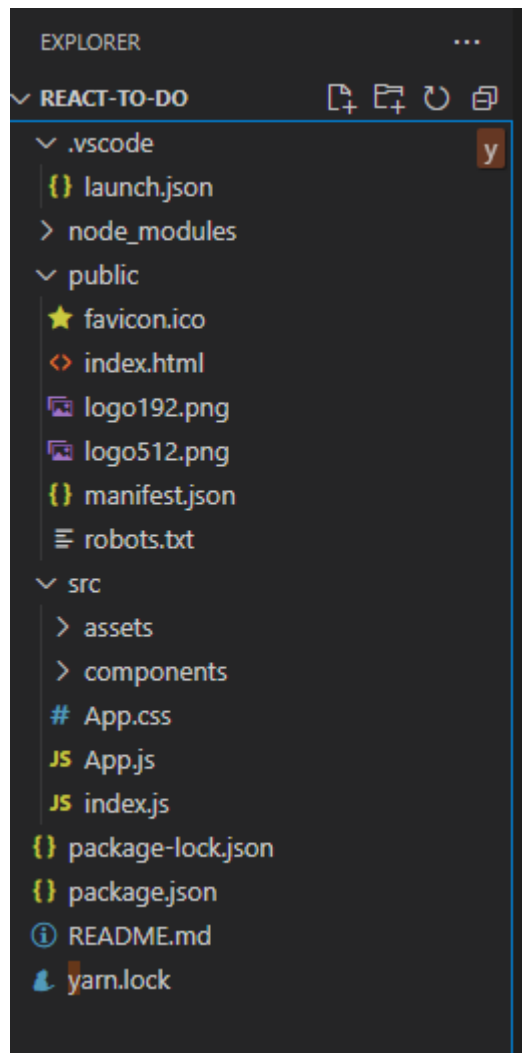 EXPLORER ...
REACT-TO-DO
.vscode y
{} launch.json
node_modules
public
favicon.ico
<> index.html
logo192.png
logo512.png
{} manifest.json
robots.txt
src
assets
components
# App.css
JS App.js
JS index.js
{} package-lock.json
{} package.json
README.md
yarn.lock